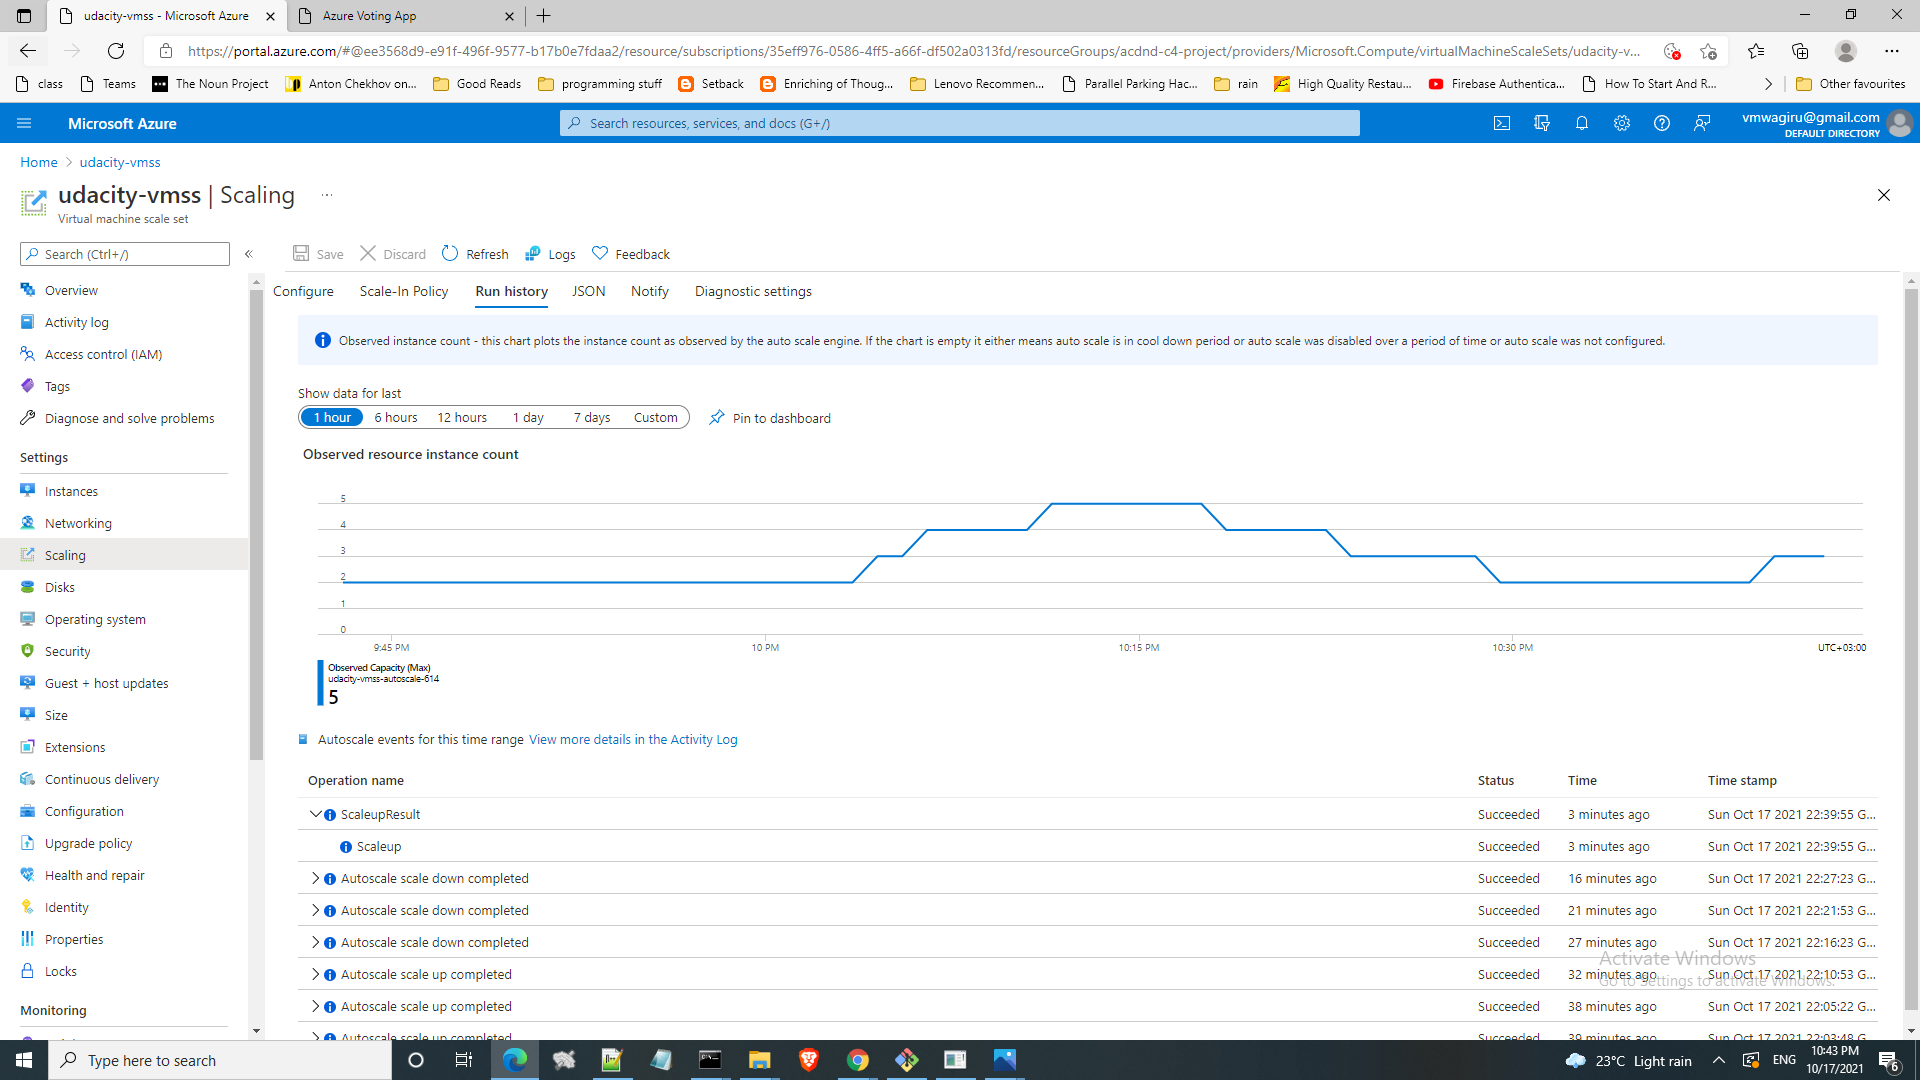 udacity-vmss - Microsoft Azure
Azure Voting App
https://portal.azure.com/#@ee3568d9-e91f-496f-9577-b17b0e7fdaa2/resource/subscriptions/35eff976-0586-4ff5-a66f-df502a0313fd/resourceGroups/acdnd-c4-project/providers/Microsoft.Compute/virtualMachineScaleSets/udacity-v...
class Teams The Noun Project Anton Chekhov on... Good Reads programming stuff Setback Enriching of Thoug... Lenovo Recommen... Parallel Parking Hac... rain High Quality Restau... Firebase Authentica... How To Start And R... Other favourites
Microsoft Azure
Search resources, services, and docs (G+/)
vmwagiru@gmail.com
DEFAULT DIRECTORY
Home > udacity-vmss
udacity-vmss | Scaling ...
Virtual machine scale set
Search (Ctrl+/)
Overview
Activity log
Access control (IAM)
Tags
Diagnose and solve problems
Settings
Instances
Networking
Scaling
Disks
Operating system
Security
Guest + host updates
Size
Extensions
Continuous delivery
Configuration
Upgrade policy
Health and repair
Identity
Properties
Locks
Monitoring
Save Discard Refresh Logs Feedback
Configure Scale-In Policy Run history JSON Notify Diagnostic settings
Observed instance count - this chart plots the instance count as observed by the auto scale engine. If the chart is empty it either means auto scale is in cool down period or auto scale was disabled over a period of time or auto scale was not configured.
Show data for last
1 hour 6 hours 12 hours 1 day 7 days Custom Pin to dashboard
Observed resource instance count
5
4
3
2
1
0
9:45 PM 10 PM 10:15 PM 10:30 PM UTC+03:00
Observed Capacity (Max)
udacity-vmss-autoscale-614
5
Autoscale events for this time range View more details in the Activity Log
Operation name Status Time Time stamp
ScaleupResult Succeeded 3 minutes ago Sun Oct 17 2021 22:39:55 G...
Scaleup Succeeded 3 minutes ago Sun Oct 17 2021 22:39:55 G...
Autoscale scale down completed Succeeded 16 minutes ago Sun Oct 17 2021 22:27:23 G...
Autoscale scale down completed Succeeded 21 minutes ago Sun Oct 17 2021 22:21:53 G...
Autoscale scale down completed Succeeded 27 minutes ago Sun Oct 17 2021 22:16:23 G...
Autoscale scale up completed Succeeded 32 minutes ago Sun Oct 17 2021 22:10:53 G...
Autoscale scale up completed Succeeded 38 minutes ago Sun Oct 17 2021 22:05:22 G...
Autoscale scale up completed Succeeded 39 minutes ago Sun Oct 17 2021 22:03:48 G...
Activate Windows
Go to Settings to activate Windows.
Type here to search
23°C Light rain
ENG
10:43 PM
10/17/2021
6